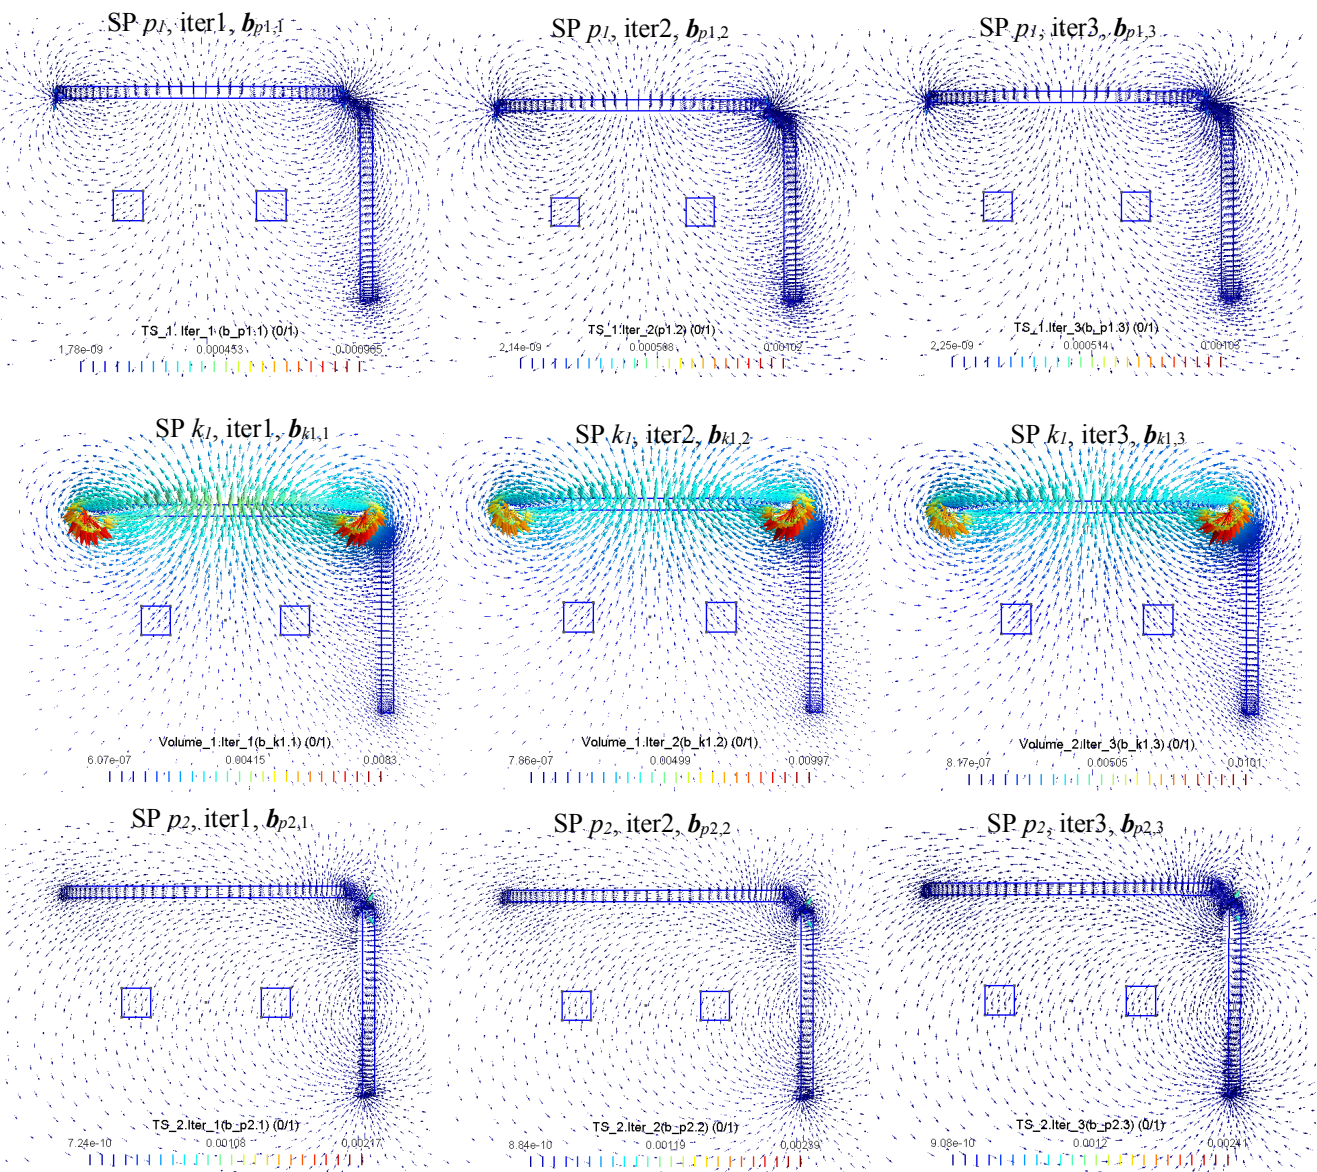 SP p1, iter1, bp1,1
SP p1, iter2, bp1,2
SP p1, iter3, bp1,3
TS_1. Iter_1 (b_p1.1) (0/1)
1.78e-09 0.000453
TS_1.Iter_2(p1.2) (0/1)
2.14e-09 0.000508 0.00102
TS_1.Iter_3(b_p1.3) (0/1)
2.25e-09 0.000514 0.00103
SP k1, iter1, bk1,1
SP k1, iter2, bk1,2
SP k1, iter3, bk1,3
Volume_1.Iter_1(b_k1.1) (0/1)
6.07e-07 0.00415 0.0083
Volume_1.Iter_2(b_k1.2) (0/1)
7.86e-07 0.00499 0.00997
Volume_2.Iter_3(b_k1.3) (0/1)
8.17e-07 0.00505 0.0101
SP p2, iter1, bp2,1
SP p2, iter2, bp2,2
SP p2, iter3, bp2,3
TS_2.Iter_1(b_p2.1) (0/1)
7.24e-10 0.00108 0.00217
TS_2.Iter_2(b_p2.2) (0/1)
8.84e-10 0.00119 0.00239
TS_2.Iter_3(b_p2.3) (0/1)
9.08e-10 0.0012 0.00241